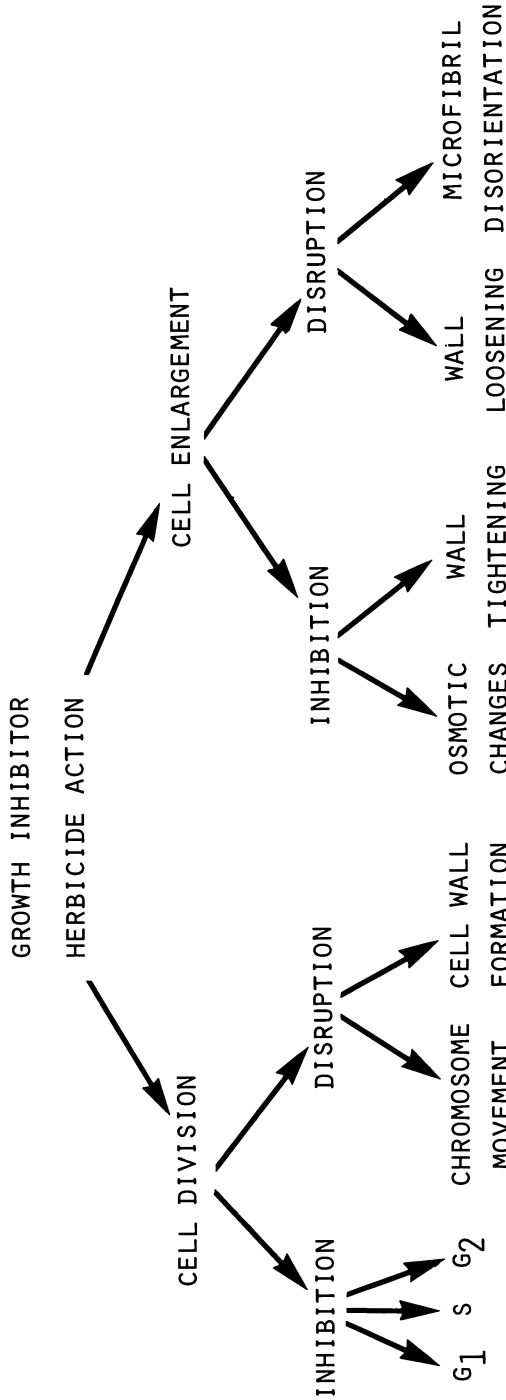 GROWTH INHIBITOR
HERBICIDE ACTION
CELL DIVISION
CELL ENLARGEMENT
INHIBITION
DISRUPTION
INHIBITION
DISRUPTION
G1
S
G2
CHROMOSOME
MOVEMENT
CELL WALL
FORMATION
OSMOTIC
CHANGES
WALL
TIGHTENING
WALL
LOOSENING
MICROFIBRIL
DISORIENTATION